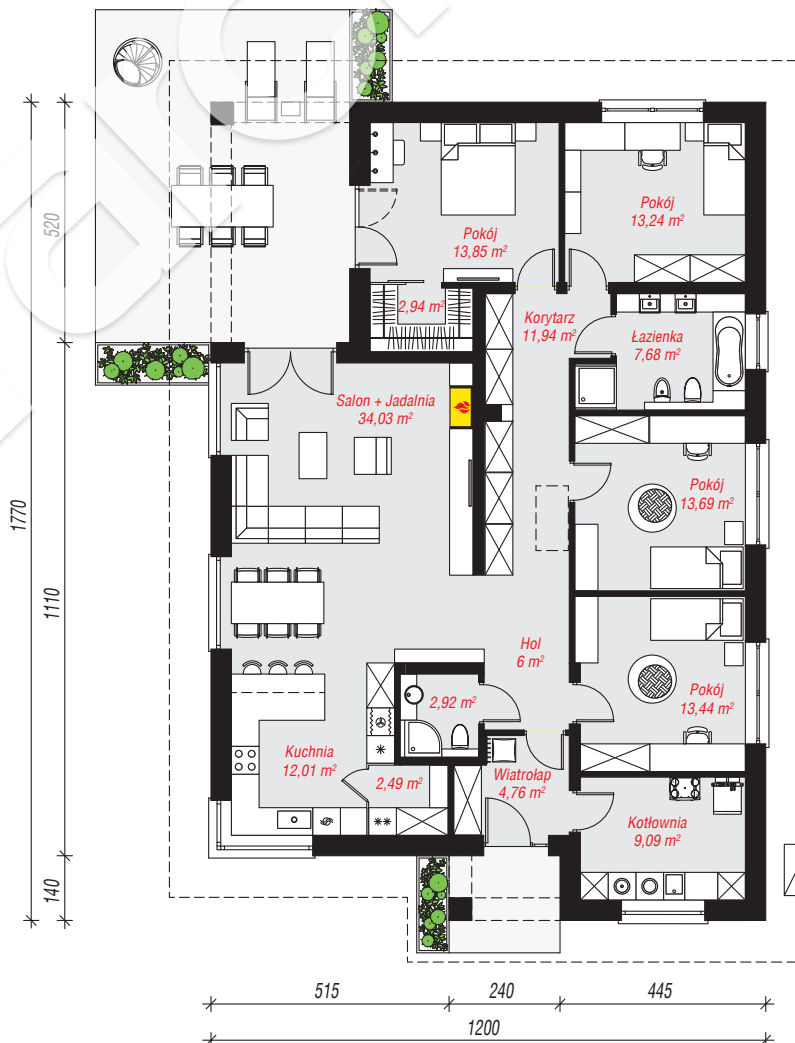 Pokój
13,24 m²
Pokój
13,85 m²
2,94 m²
Korytarz
11,94 m²
Łazienka
7,68 m²
Salon + Jadalnia
34,03 m²
Pokój
13,69 m²
Hol
6 m²
Pokój
13,44 m²
2,92 m²
Kuchnia
12,01 m²
2,49 m²
Wiatrołap
4,76 m²
Kotłownia
9,09 m²
520
1770
1110
140
515
240
445
1200